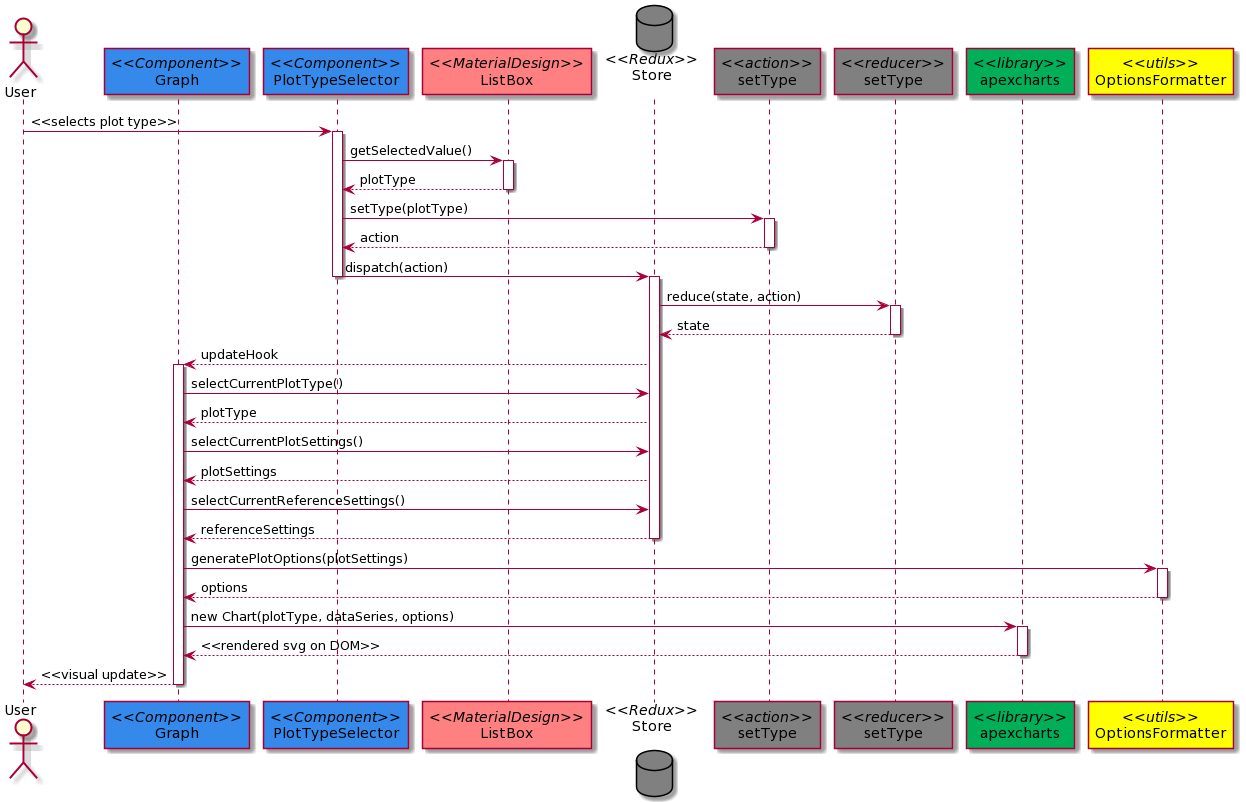 <<Redux>>
Store
User
<<Component>>
Graph
<<Component>>
PlotTypeSelector
<<MaterialDesign>>
ListBox
<<action>>
setType
<<reducer>>
setType
<<library>>
apexcharts
<<utils>>
OptionsFormatter
<<selects plot type>>
getSelectedValue()
plotType
setType(plotType)
action
dispatch(action)
reduce(state, action)
state
updateHook
selectCurrentPlotType()
plotType
selectCurrentPlotSettings()
plotSettings
selectCurrentReferenceSettings()
referenceSettings
generatePlotOptions(plotSettings)
options
new Chart(plotType, dataSeries, options)
<<rendered svg on DOM>>
<<visual update>>
User
<<Component>>
Graph
<<Component>>
PlotTypeSelector
<<MaterialDesign>>
ListBox
<<Redux>>
Store
<<action>>
setType
<<reducer>>
setType
<<library>>
apexcharts
<<utils>>
OptionsFormatter